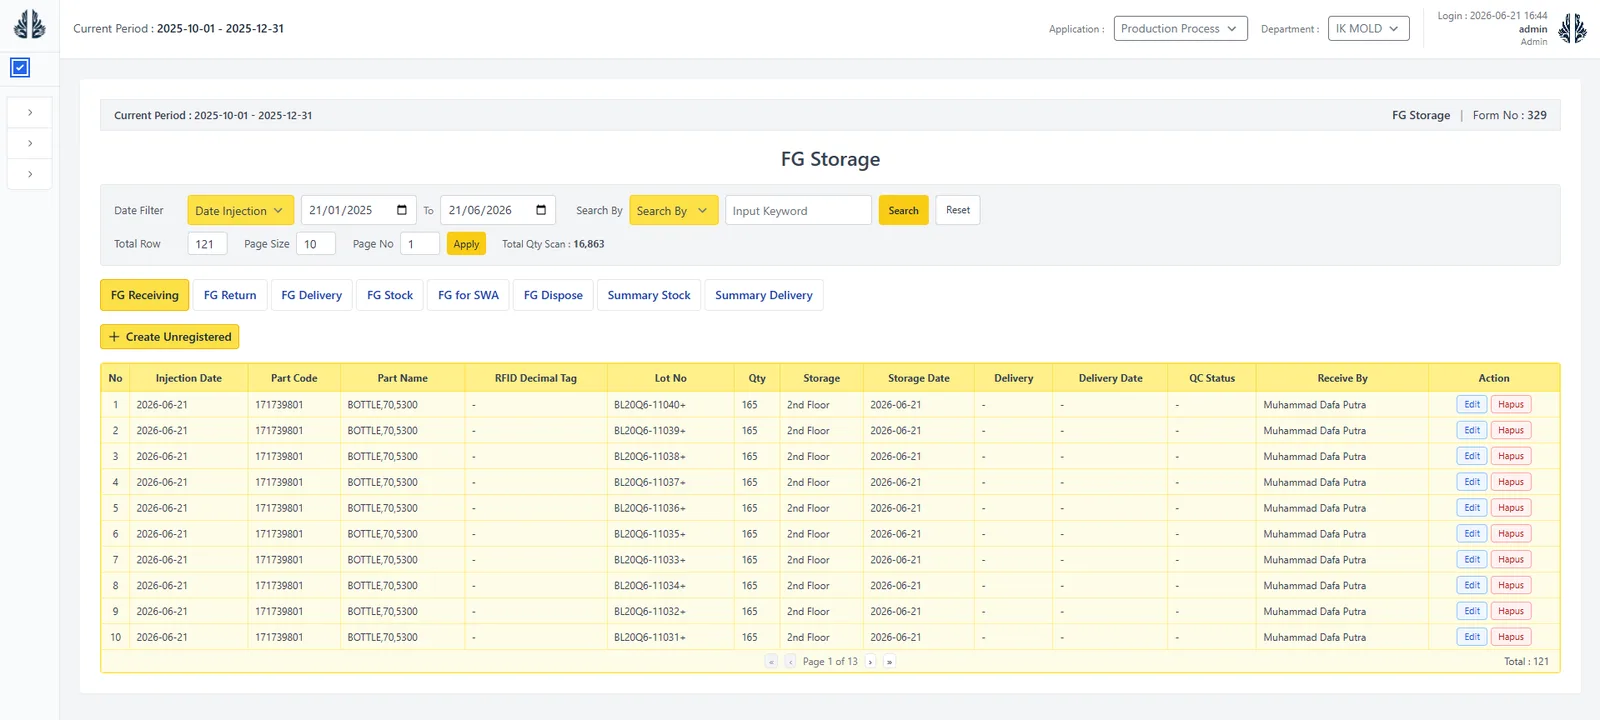 Current Period : 2025-10-01 - 2025-12-31
Application : Production Process Department : IK MOLD
Login : 2026-06-21 16:44
admin
Admin
Current Period : 2025-10-01 - 2025-12-31 FG Storage | Form No : 329
FG Storage
Date Filter Date Injection 21/01/2025 To 21/06/2026 Search By Search By Input Keyword Search Reset
Total Row 121 Page Size 10 Page No 1 Apply Total Qty Scan : 16,863
FG Receiving FG Return FG Delivery FG Stock FG for SWA FG Dispose Summary Stock Summary Delivery
+ Create Unregistered
No Injection Date Part Code Part Name RFID Decimal Tag Lot No Qty Storage Storage Date Delivery Delivery Date QC Status Receive By Action
1 2026-06-21 171739801 BOTTLE,70,5300 - BL20Q6-11040+ 165 2nd Floor 2026-06-21 - - - Muhammad Dafa Putra Edit Hapus
2 2026-06-21 171739801 BOTTLE,70,5300 - BL20Q6-11039+ 165 2nd Floor 2026-06-21 - - - Muhammad Dafa Putra Edit Hapus
3 2026-06-21 171739801 BOTTLE,70,5300 - BL20Q6-11038+ 165 2nd Floor 2026-06-21 - - - Muhammad Dafa Putra Edit Hapus
4 2026-06-21 171739801 BOTTLE,70,5300 - BL20Q6-11037+ 165 2nd Floor 2026-06-21 - - - Muhammad Dafa Putra Edit Hapus
5 2026-06-21 171739801 BOTTLE,70,5300 - BL20Q6-11036+ 165 2nd Floor 2026-06-21 - - - Muhammad Dafa Putra Edit Hapus
6 2026-06-21 171739801 BOTTLE,70,5300 - BL20Q6-11035+ 165 2nd Floor 2026-06-21 - - - Muhammad Dafa Putra Edit Hapus
7 2026-06-21 171739801 BOTTLE,70,5300 - BL20Q6-11033+ 165 2nd Floor 2026-06-21 - - - Muhammad Dafa Putra Edit Hapus
8 2026-06-21 171739801 BOTTLE,70,5300 - BL20Q6-11034+ 165 2nd Floor 2026-06-21 - - - Muhammad Dafa Putra Edit Hapus
9 2026-06-21 171739801 BOTTLE,70,5300 - BL20Q6-11032+ 165 2nd Floor 2026-06-21 - - - Muhammad Dafa Putra Edit Hapus
10 2026-06-21 171739801 BOTTLE,70,5300 - BL20Q6-11031+ 165 2nd Floor 2026-06-21 - - - Muhammad Dafa Putra Edit Hapus
« ‹ Page 1 of 13 › » Total : 121